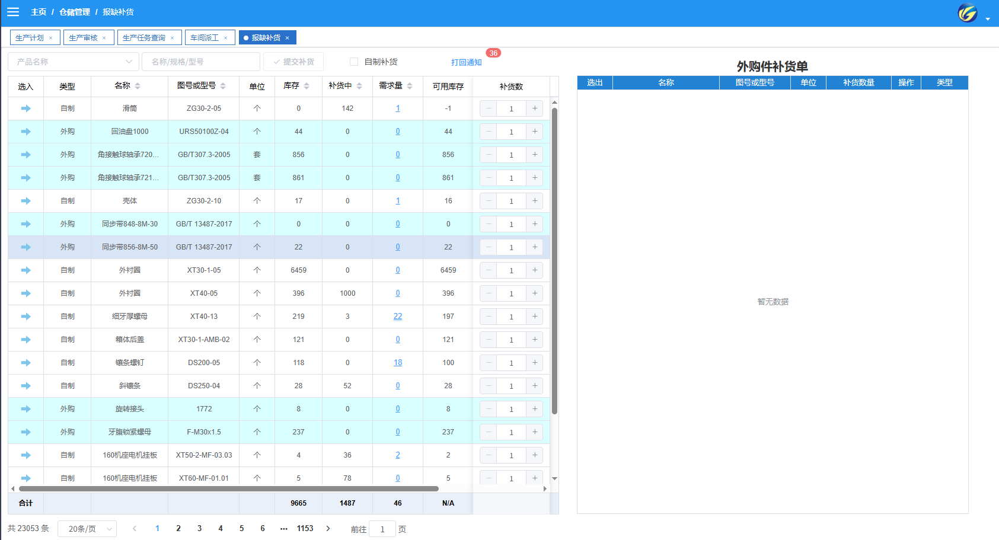 主页 / 仓储管理 / 报缺补货
生产计划 × 生产审核 × 生产任务查询 × 车间派工 × 报缺补货 ×
产品名称 名称/规格/型号 提交补货 自制补货 打回通知 36
外购件补货单
选入 类型 名称 图号或型号 单位 库存 补货中 需求量 可用库存 补货数
选出 名称 图号或型号 单位 补货数量 操作 类型
自制 滑筒 ZG30-2-05 个 0 142 1 -1 1
外购 回油盘1000 URS50100Z-04 个 44 0 0 44 1
外购 角接触球轴承720... GB/T307.3-2005 套 856 0 0 856 1
外购 角接触球轴承721... GB/T307.3-2005 套 861 0 0 861 1
自制 壳体 ZG30-2-10 个 17 0 1 16 1
外购 同步带848-8M-30 GB/T 13487-2017 个 0 0 0 0 1
外购 同步带856-8M-50 GB/T 13487-2017 个 22 0 0 22 1
自制 外衬圈 XT30-1-05 个 6459 0 0 6459 1
自制 外衬圈 XT40-05 个 396 1000 0 396 1
自制 细牙厚螺母 XT40-13 个 219 3 22 197 1
自制 箱体后盖 XT30-1-AMB-02 个 121 0 0 121 1
自制 镶条螺钉 DS200-05 个 118 0 18 100 1
自制 斜镶条 DS250-04 个 28 52 0 28 1
外购 旋转接头 1772 个 8 0 0 8 1
外购 牙腹锁紧螺母 F-M30x1.5 个 237 0 0 237 1
自制 160机座电机挂板 XT50-2-MF-03.03 个 4 36 2 2 1
自制 160机座电机挂板 XT60-MF-01.01 个 5 78 0 5 1
暂无数据
合计 9665 1487 46 N/A
共 23053 条 20条/页 1 2 3 4 5 6 ••• 1153 前往 1 页